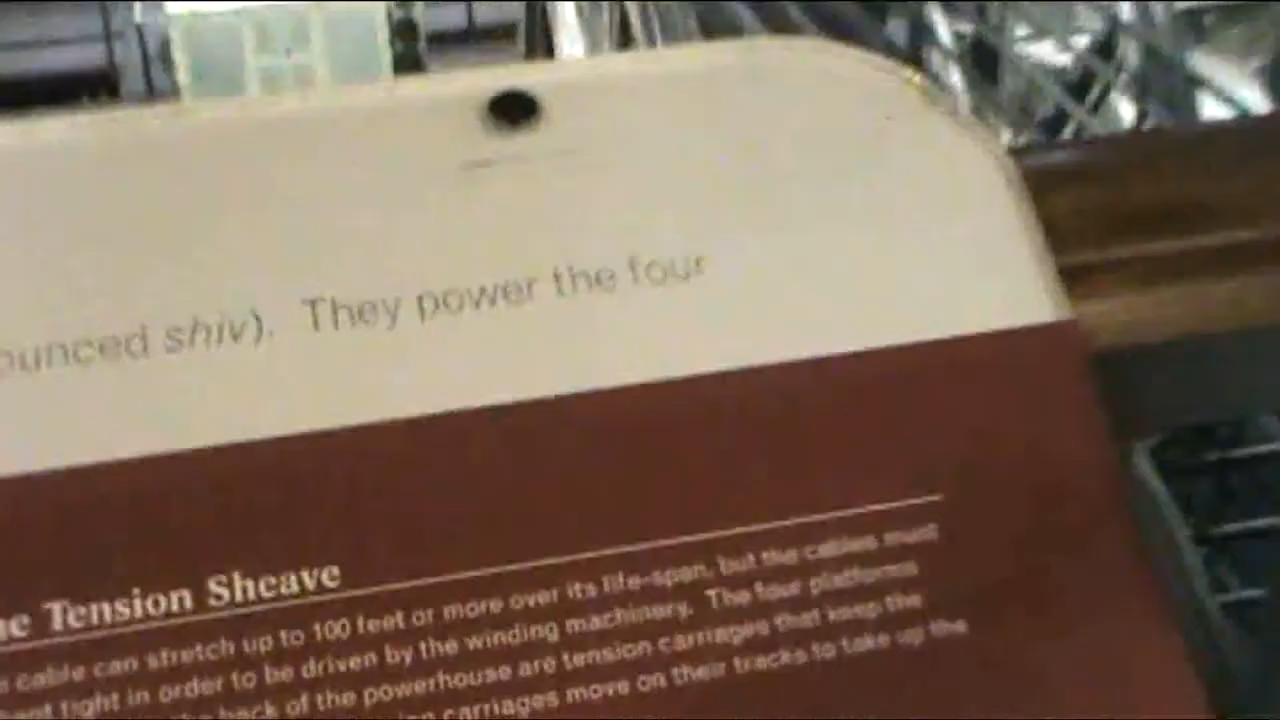 ounced shiv). They power the four
he Tension Sheave
cable can stretch up to 100 feet or more over its life-span, but the cables must
tight in order to be driven by the winding machinery. The four platforms
the back of the powerhouse are tension carriages that keep the
carriages move on their tracks to take up the